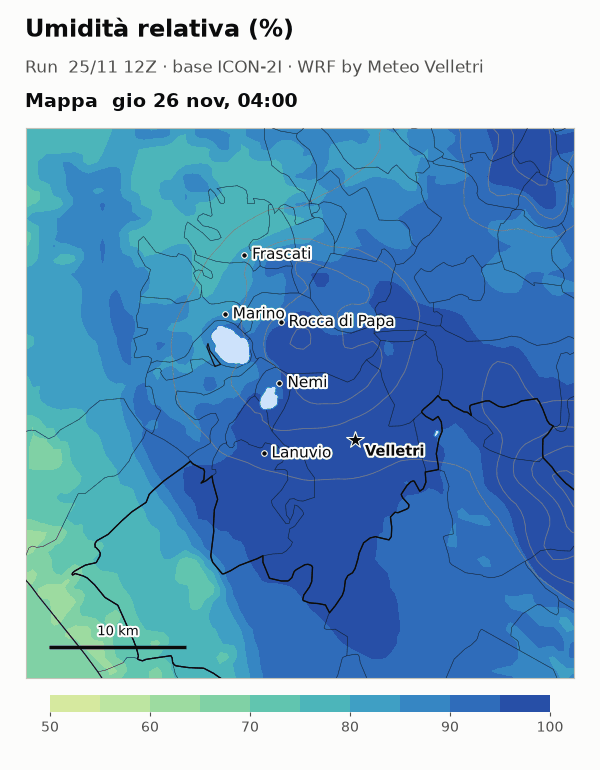 Umidità relativa (%)
Run  25/11 12Z · base ICON-2I · WRF by Meteo Velletri
Mappa  gio 26 nov, 04:00
Frascati
Marino
Rocca di Papa
Nemi
Velletri
Lanuvio
10 km
50 60 70 80 90 100